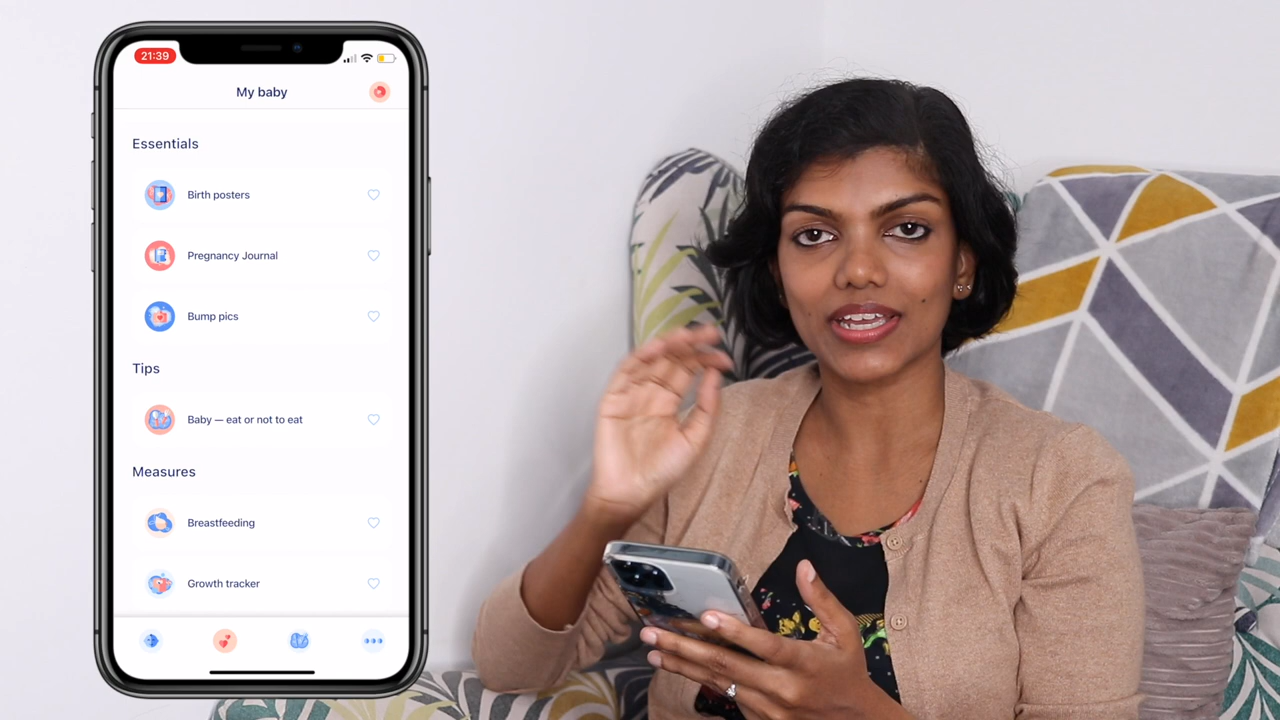 21:39
My baby
Essentials
Birth posters
Pregnancy Journal
Bump pics
Tips
Baby — eat or not to eat
Measures
Breastfeeding
Growth tracker